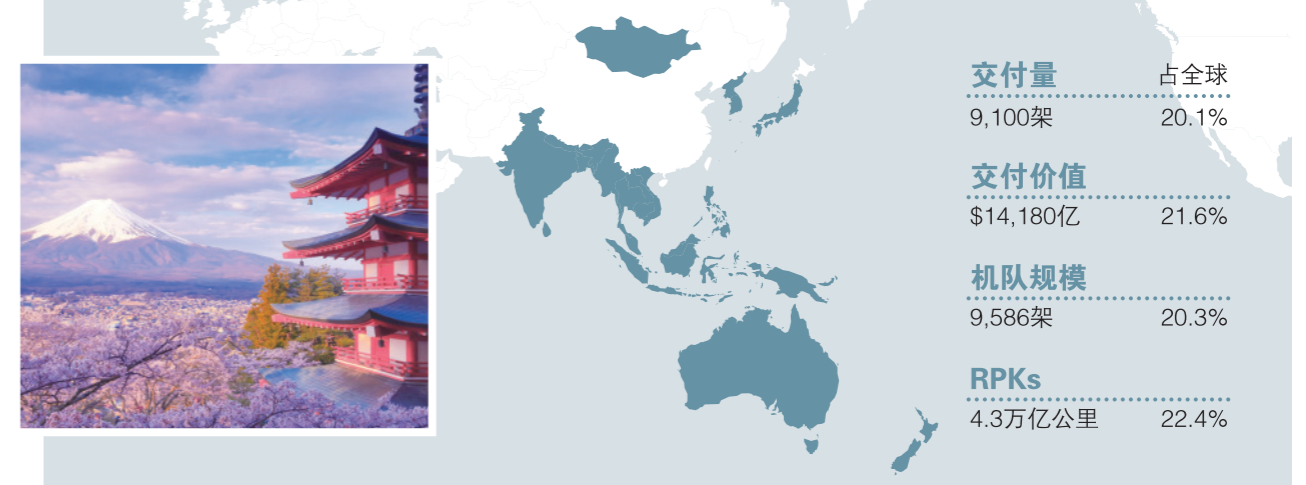 交付量 占全球
9,100架 20.1%
交付价值
$14,180亿 21.6%
机队规模
9,586架 20.3%
RPKs
4.3万亿公里 22.4%